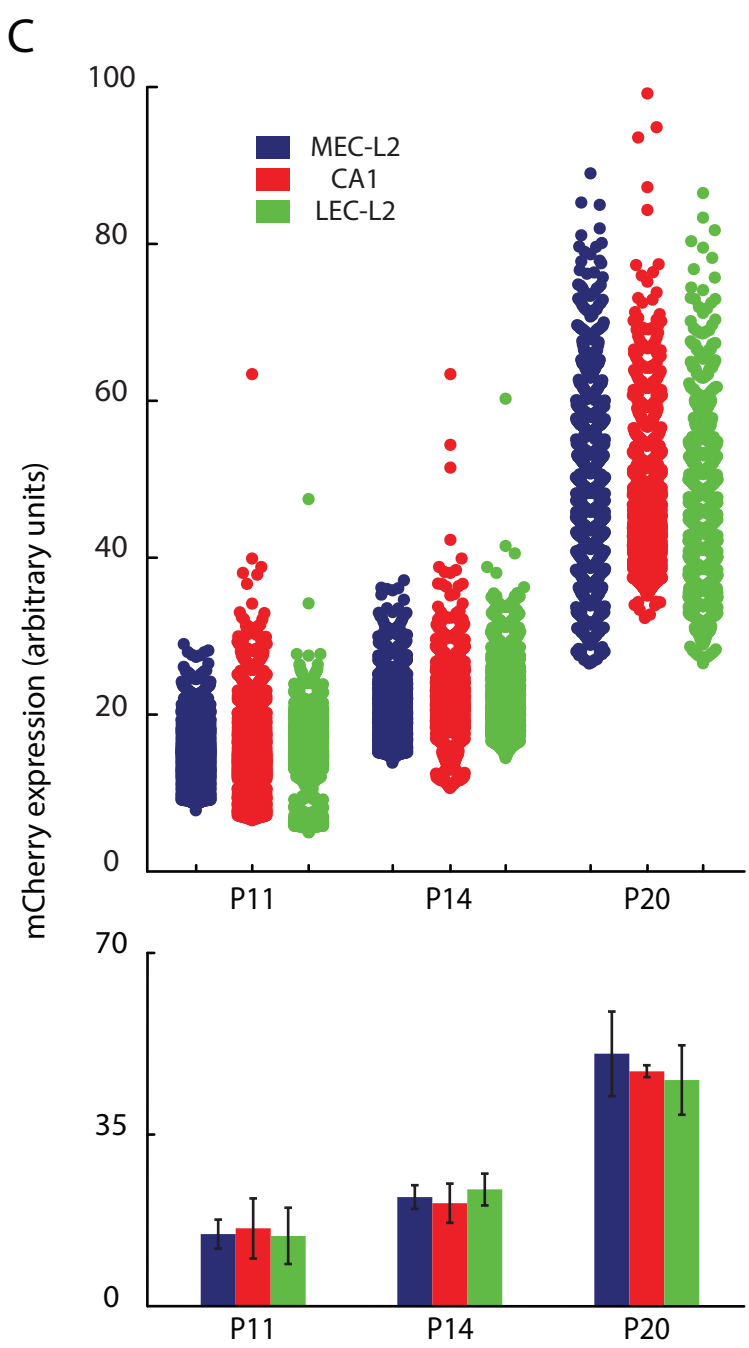 C
100
MEC-L2
CA1
LEC-L2
80
60
40
20
0
mCherry expression (arbitrary units)
P11 P14 P20
70
35
0
P11 P14 P20